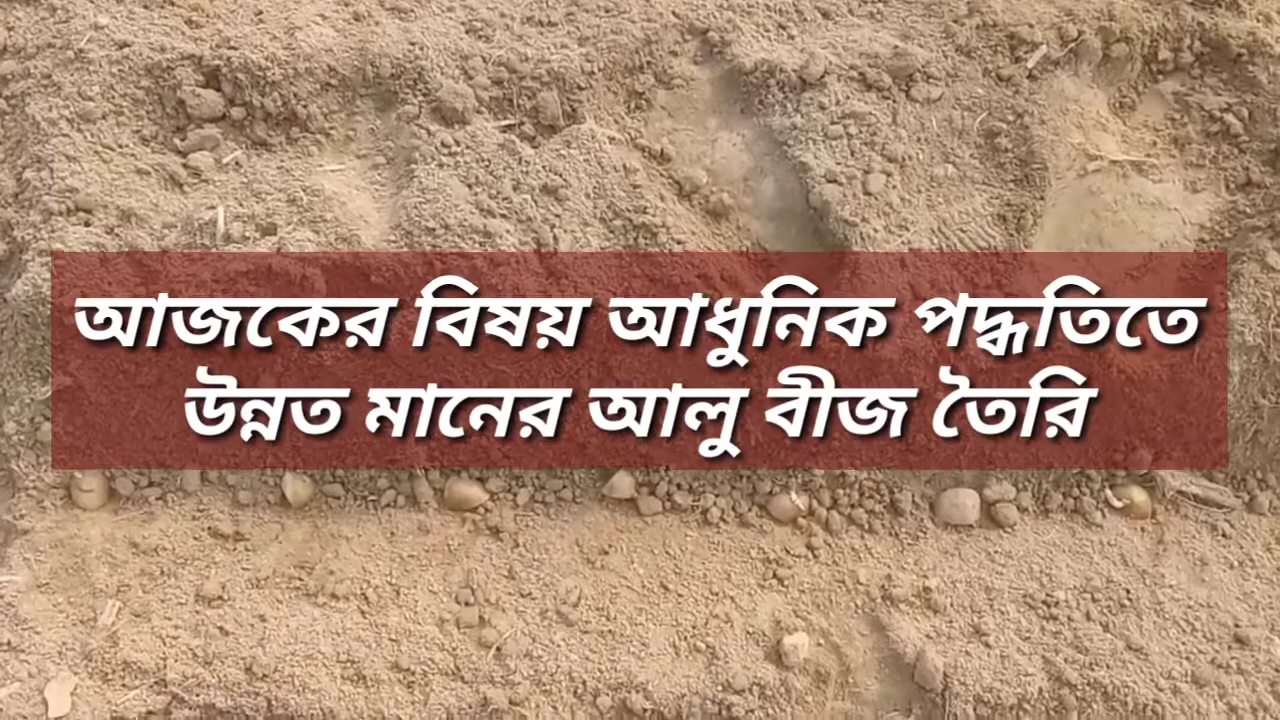 আজকের বিষয় আধুনিক পদ্ধতিতে
উন্নত মানের আলু বীজ তৈরি